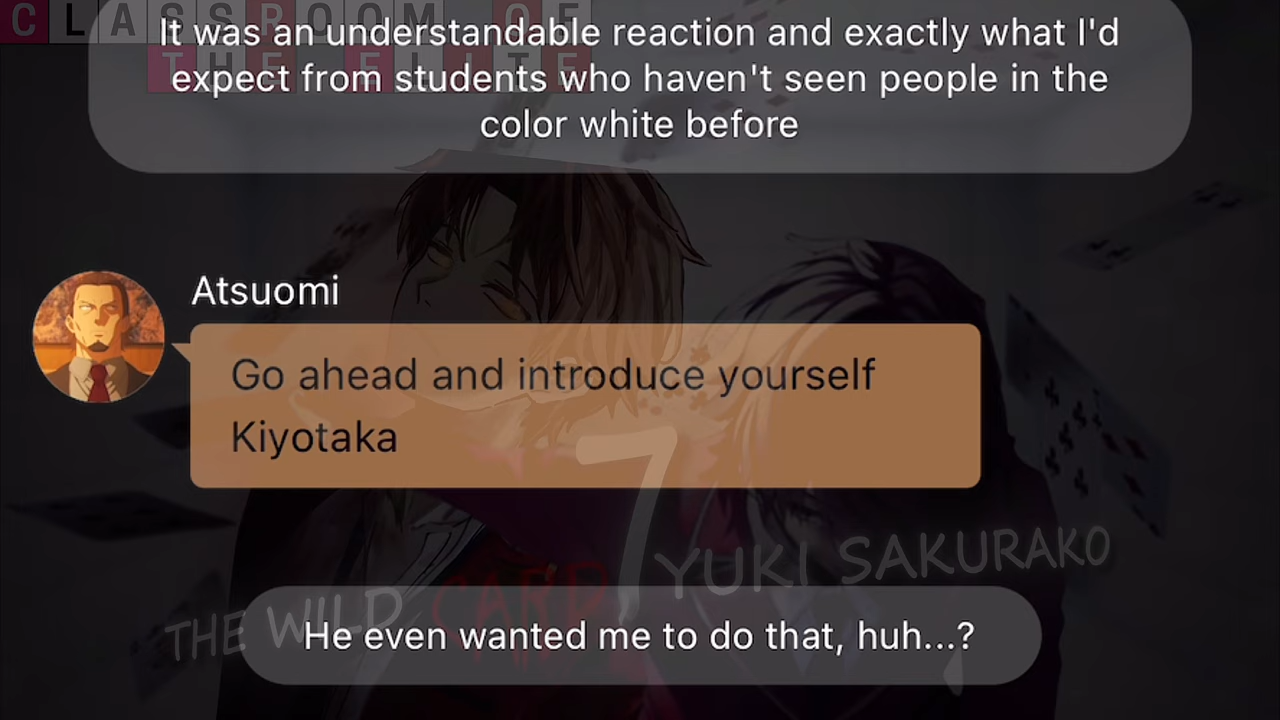 CLASSROOM OF
THE ELITE
It was an understandable reaction and exactly what I'd
expect from students who haven't seen people in the
color white before
Atsuomi
Go ahead and introduce yourself
Kiyotaka
7
YUKI SAKURAKO
THE WILD CARD
He even wanted me to do that, huh...?